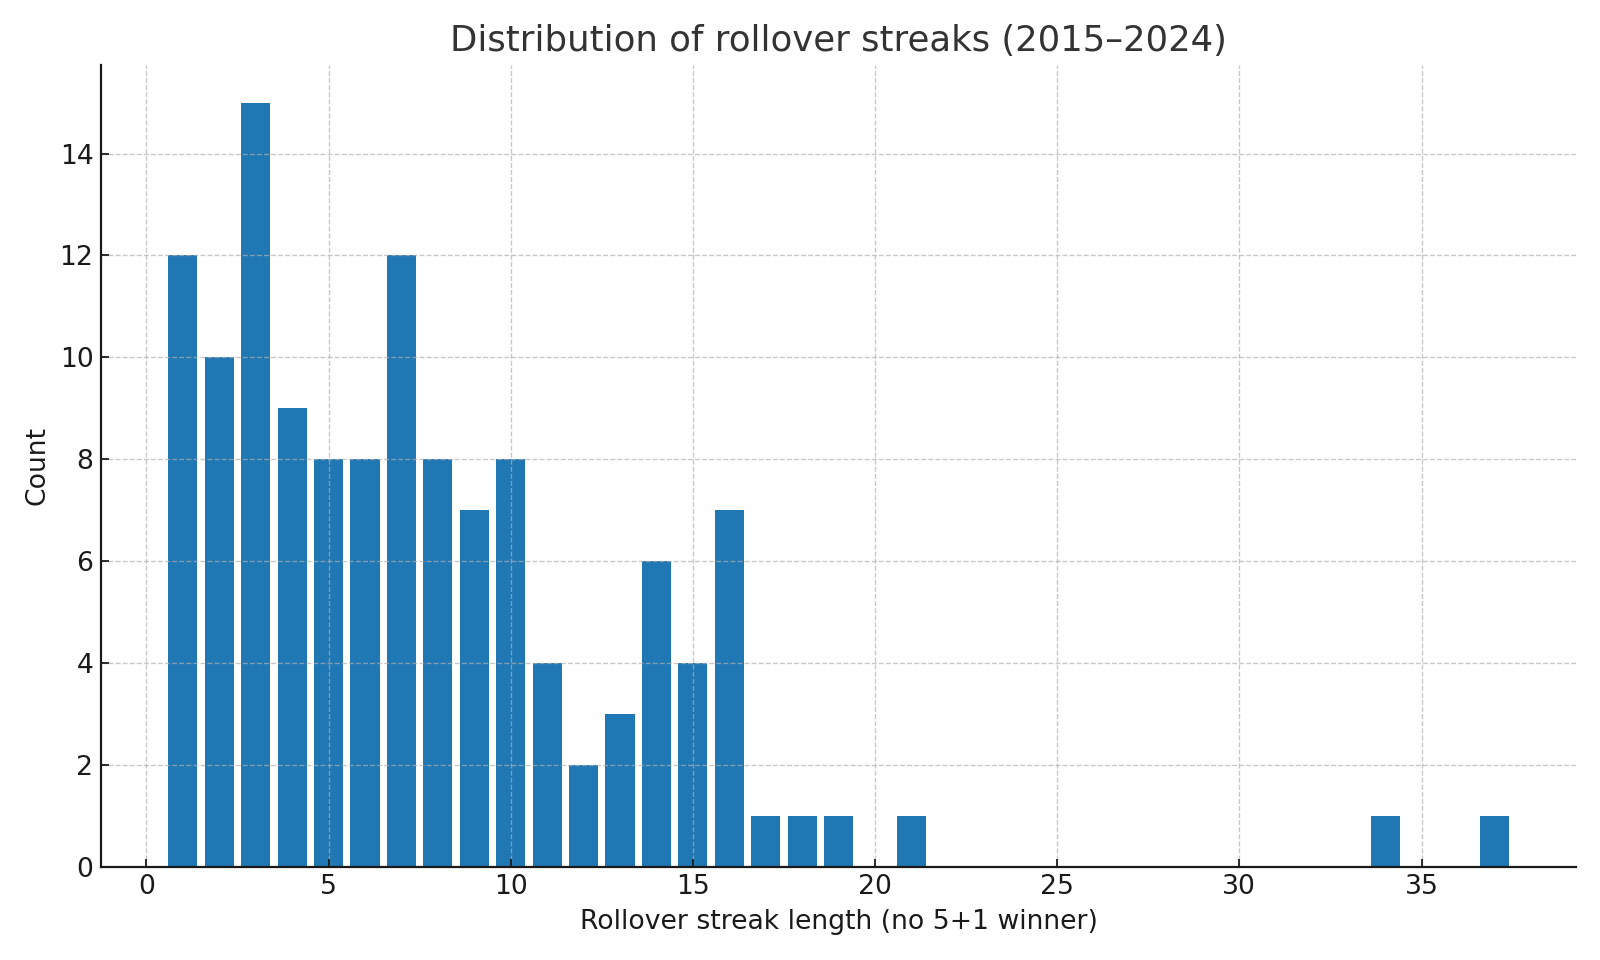 Distribution of rollover streaks (2015–2024)
14
12
10
8
6
4
2
0
Count
0 5 10 15 20 25 30 35
Rollover streak length (no 5+1 winner)